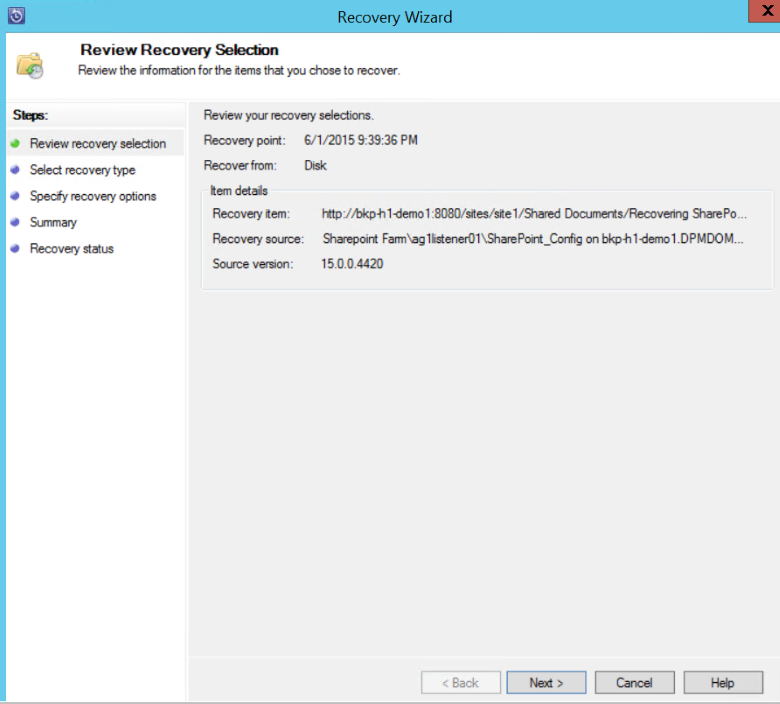 Recovery Wizard
X
Review Recovery Selection
Review the information for the items that you chose to recover.
Steps:
Review recovery selection
Select recovery type
Specify recovery options
Summary
Recovery status
Review your recovery selections.
Recovery point: 6/1/2015 9:39:36 PM
Recover from: Disk
Item details
Recovery item: http://bkp-h1-demo1:8080/sites/site1/Shared Documents/Recovering SharePo...
Recovery source: Sharepoint Farm\ag1listener01\SharePoint_Config on bkp-h1-demo1.DPMDOM...
Source version: 15.0.0.4420
< Back Next > Cancel Help